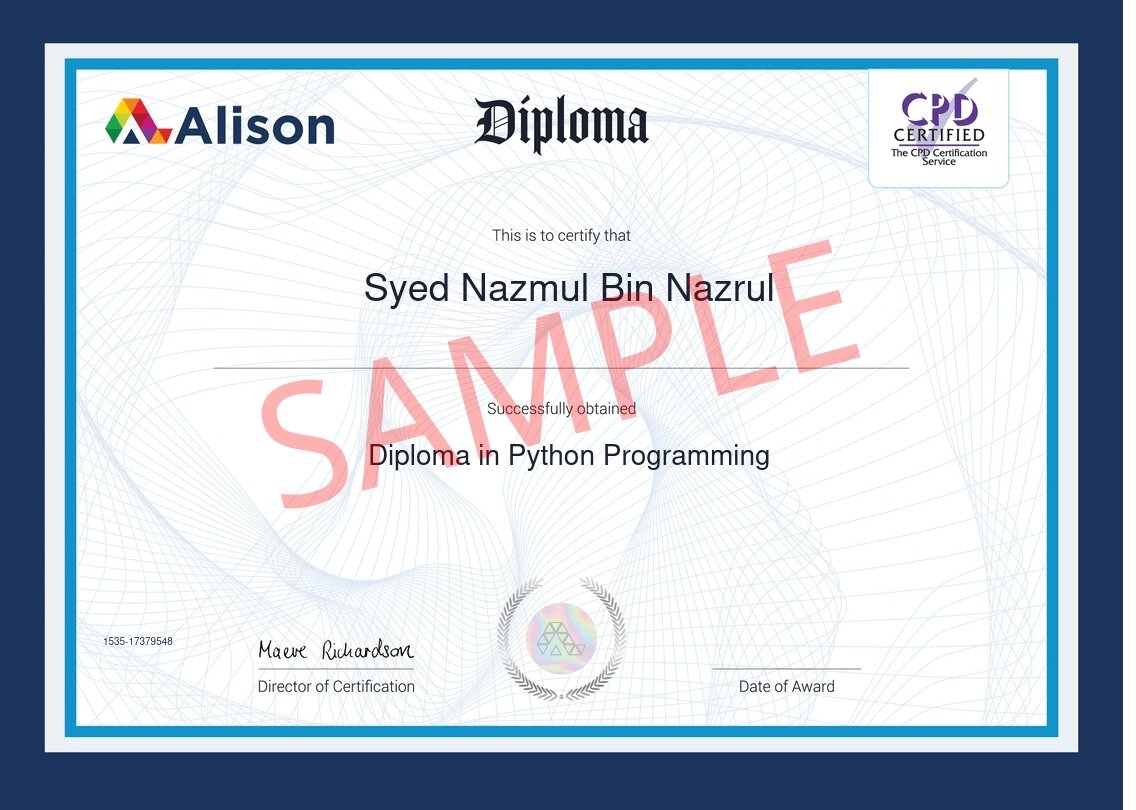 Alison
Diploma
CPD
CERTIFIED
The CPD Certification
Service
This is to certify that
Syed Nazmul Bin Nazrul
SAMPLE
Successfully obtained
Diploma in Python Programming
1535-17379548
Maeve Richardson
Director of Certification
Date of Award